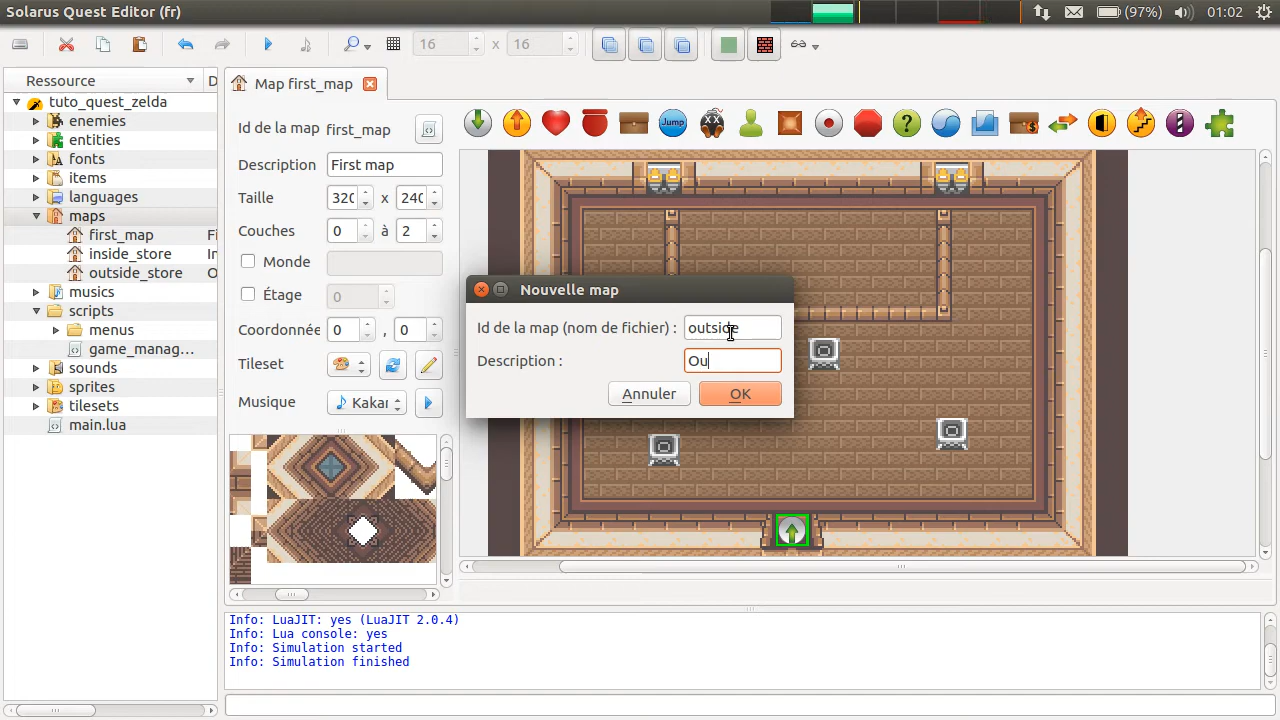 Solarus Quest Editor (fr)
(97%)
01:02
16 x 16
Ressource
D
tuto_quest_zelda
enemies
entities
fonts
items
languages
maps
first_map
Fi
inside_store
In
outside_store
O
musics
scripts
menus
game_manag...
sounds
sprites
tilesets
main.lua
Map first_map
Id de la map
first_map
Description
First map
Taille
320 x 240
Couches
0 à 2
Monde
Étage
0
Coordonnée
0 , 0
Tileset
Musique
Kakar
Jump
Nouvelle map
Id de la map (nom de fichier) :
outside
Description :
Ou
Annuler
OK
Info: LuaJIT: yes (LuaJIT 2.0.4)
Info: Lua console: yes
Info: Simulation started
Info: Simulation finished